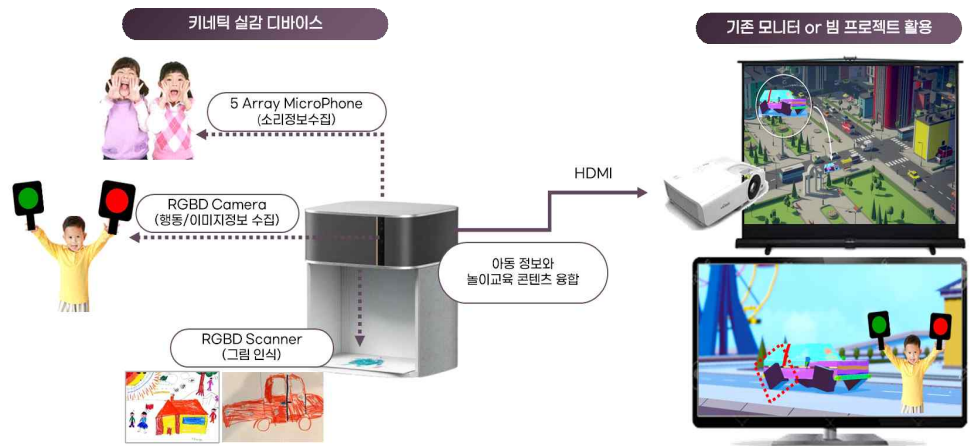 키네틱 실감 디바이스
기존 모니터 or 빔 프로젝트 활용
5 Array MicroPhone
(소리정보수집)
HDMI
RGBD Camera
(행동/이미지정보 수집)
아동 정보와
놀이교육 콘텐츠 융합
RGBD Scanner
(그림 인식)